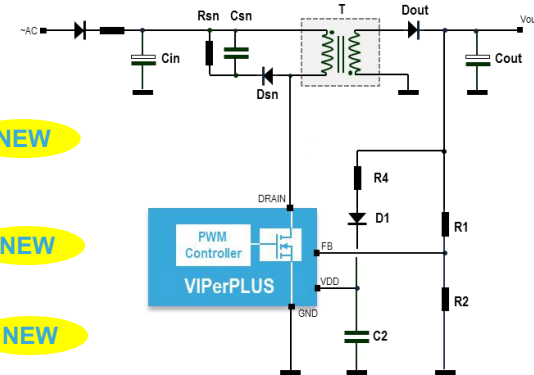 T
Dout
Rsn
Csn
~AC
Vou
Cin
Cout
Dsn
NEW
R4
DRAIN
D1
R1
PWM
Controller
FB
NEW
VIPerPLUS
VDD
R2
GND
NEW
C2